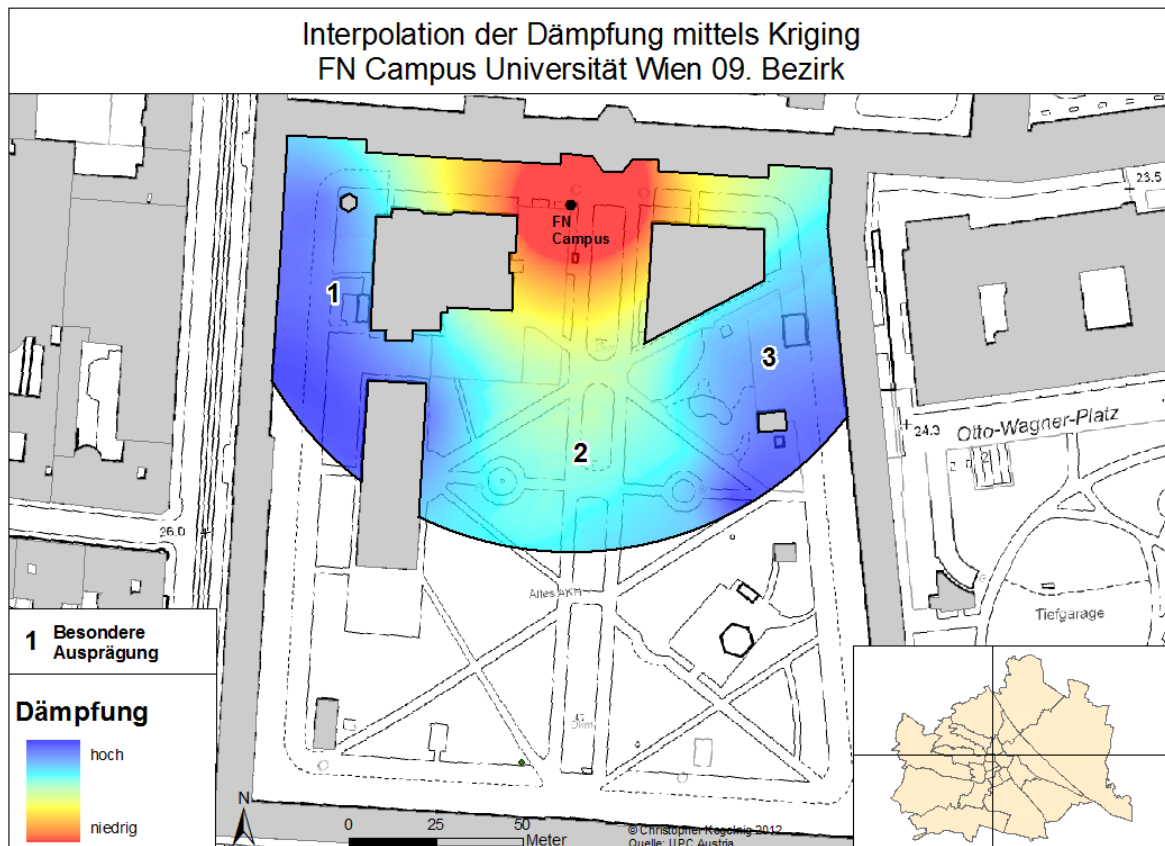 Interpolation der Dämpfung mittels Kriging
FN Campus Universität Wien 09. Bezirk
23.5
FN
Campus
1
3
2
24.3
Otto-Wagner-Platz
26.0
Altes AKH
Tiefgarage
1 Besondere
Ausprägung
Dämpfung
hoch
niedrig
N
0 25 50
Meter
© Christopher Kogelnig 2012
Quelle: UPC Austria